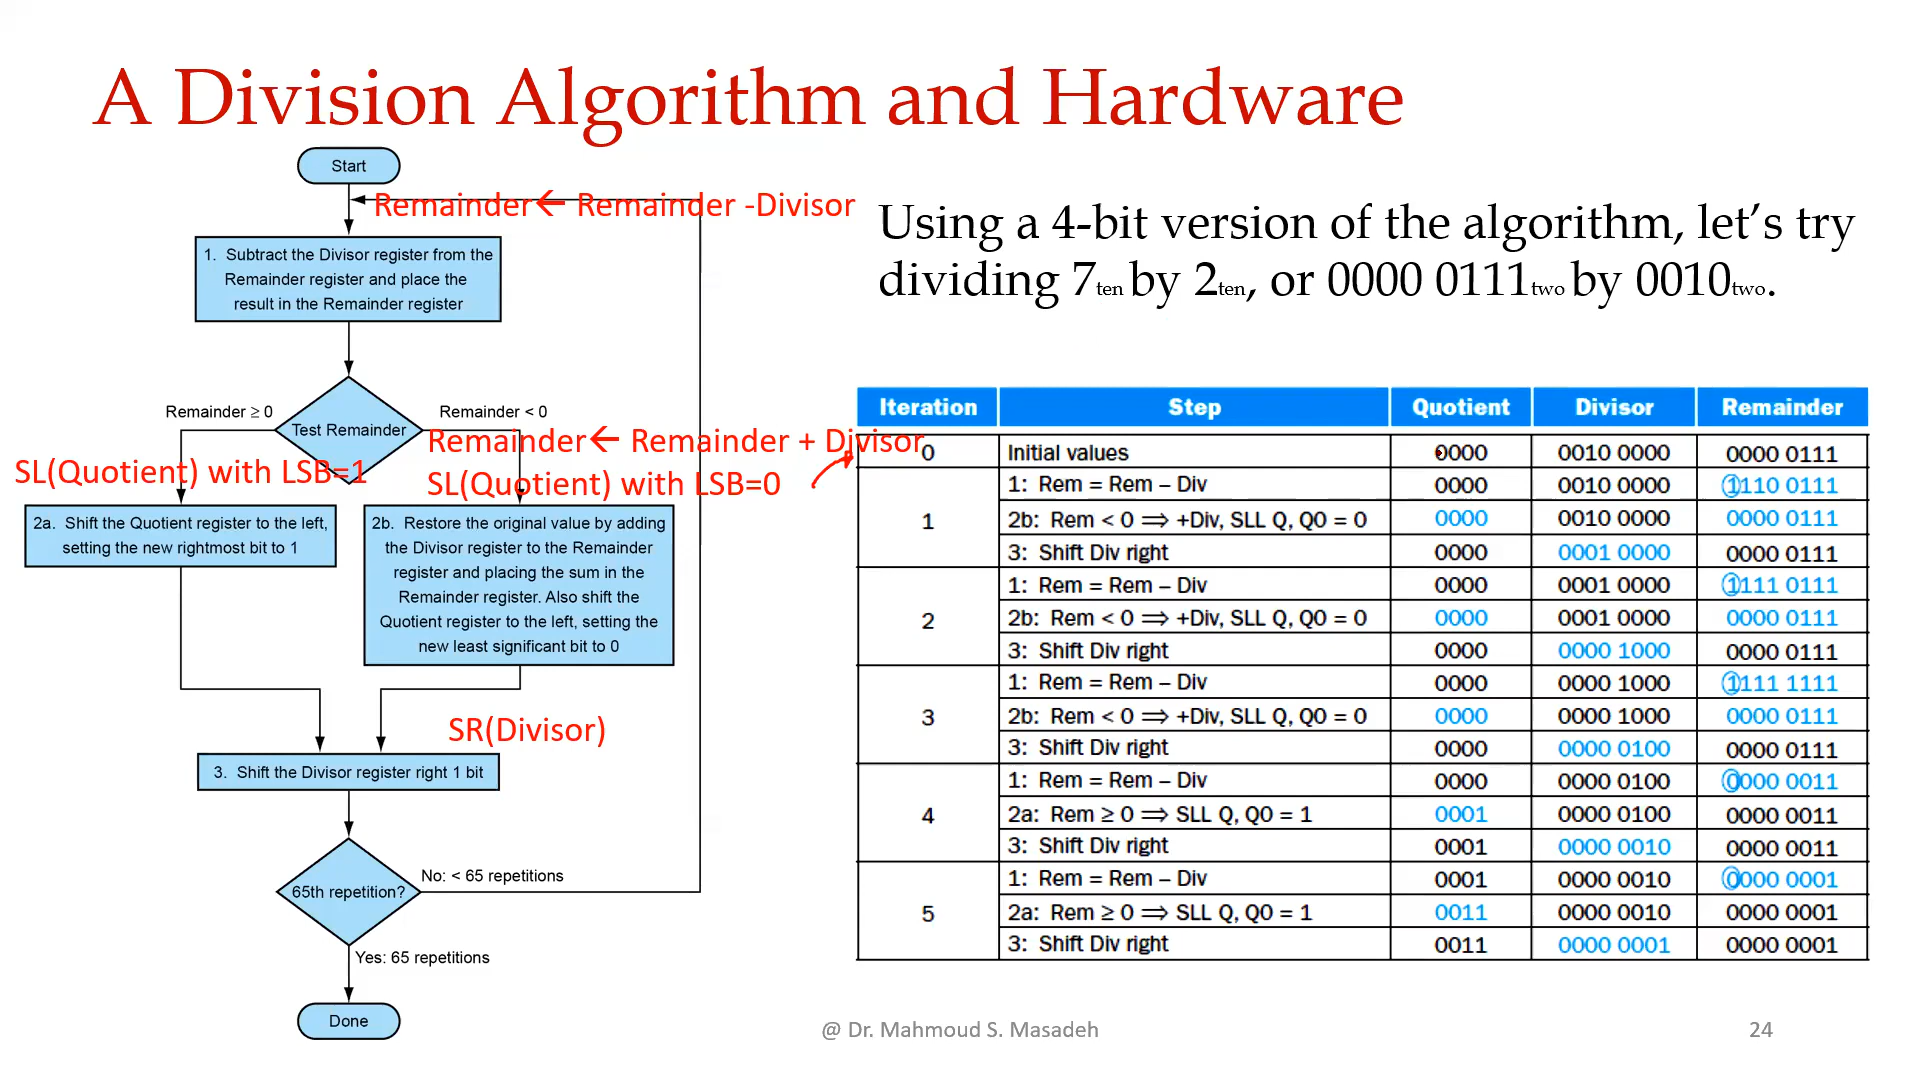 A Division Algorithm and Hardware
Start
Remainder← Remainder -Divisor
1. Subtract the Divisor register from the
Remainder register and place the
result in the Remainder register
Remainder ≥ 0
Test Remainder
Remainder < 0
Remainder← Remainder + Divisor
SL(Quotient) with LSB=1
SL(Quotient) with LSB=0
2a. Shift the Quotient register to the left,
setting the new rightmost bit to 1
2b. Restore the original value by adding
the Divisor register to the Remainder
register and placing the sum in the
Remainder register. Also shift the
Quotient register to the left, setting the
new least significant bit to 0
SR(Divisor)
3. Shift the Divisor register right 1 bit
65th repetition?
No: < 65 repetitions
Yes: 65 repetitions
Done
Using a 4-bit version of the algorithm, let’s try
dividing 7ten by 2ten, or 0000 0111two by 0010two.
Iteration Step Quotient Divisor Remainder
0 Initial values 0000 0010 0000 0000 0111
1: Rem = Rem – Div 0000 0010 0000 1110 0111
1 2b: Rem < 0 ⟹ +Div, SLL Q, Q0 = 0 0000 0010 0000 0000 0111
3: Shift Div right 0000 0001 0000 0000 0111
1: Rem = Rem – Div 0000 0001 0000 1111 0111
2 2b: Rem < 0 ⟹ +Div, SLL Q, Q0 = 0 0000 0001 0000 0000 0111
3: Shift Div right 0000 0000 1000 0000 0111
1: Rem = Rem – Div 0000 0000 1000 1111 1111
3 2b: Rem < 0 ⟹ +Div, SLL Q, Q0 = 0 0000 0000 1000 0000 0111
3: Shift Div right 0000 0000 0100 0000 0111
1: Rem = Rem – Div 0000 0000 0100 0000 0011
4 2a: Rem ≥ 0 ⟹ SLL Q, Q0 = 1 0001 0000 0100 0000 0011
3: Shift Div right 0001 0000 0010 0000 0011
1: Rem = Rem – Div 0001 0000 0010 0000 0001
5 2a: Rem ≥ 0 ⟹ SLL Q, Q0 = 1 0011 0000 0010 0000 0001
3: Shift Div right 0011 0000 0001 0000 0001
@ Dr. Mahmoud S. Masadeh
24